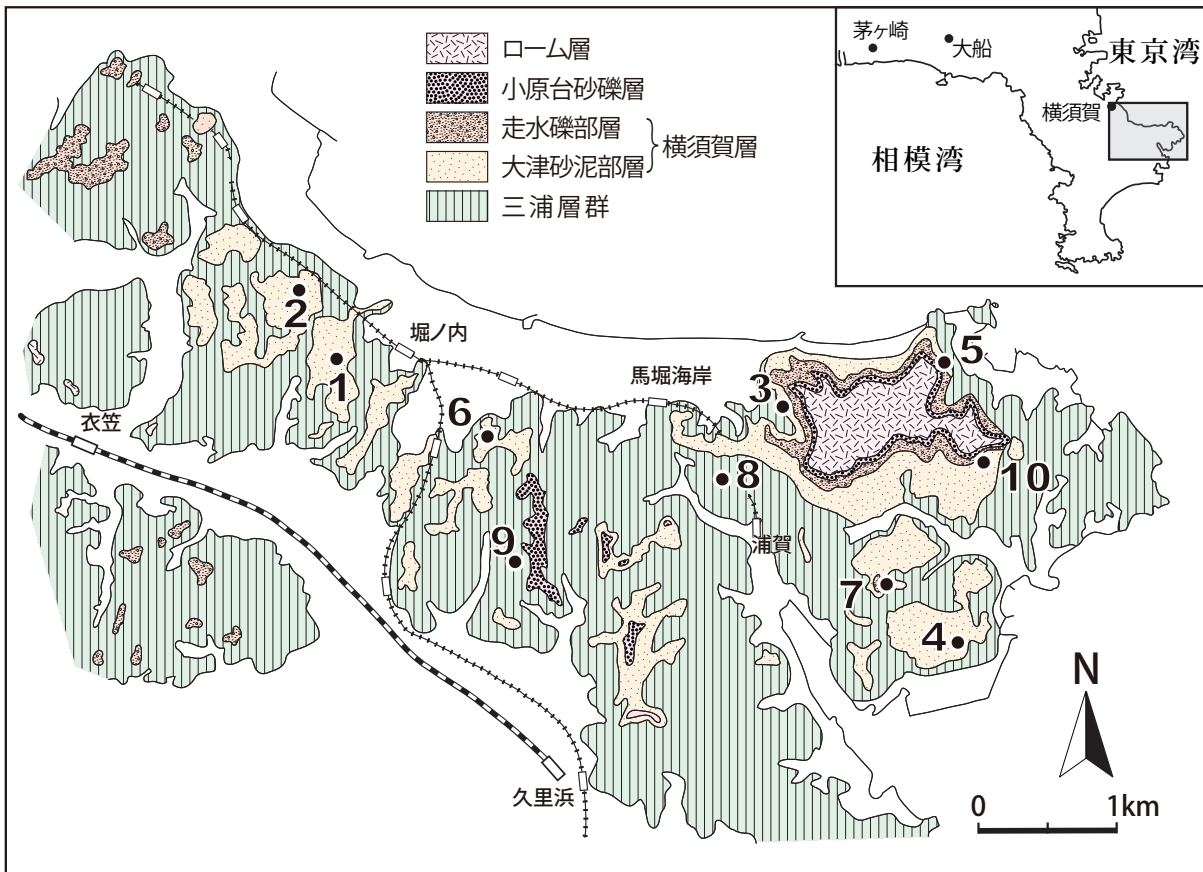 ローム層
小原台砂礫層
走水礫部層
大津砂泥部層
横須賀層
三浦層群
茅ヶ崎
大船
東京湾
横須賀
相模湾
2
1
堀ノ内
馬堀海岸
5
3
6
衣笠
8
10
9
浦賀
7
4
久里浜
N
0 1km